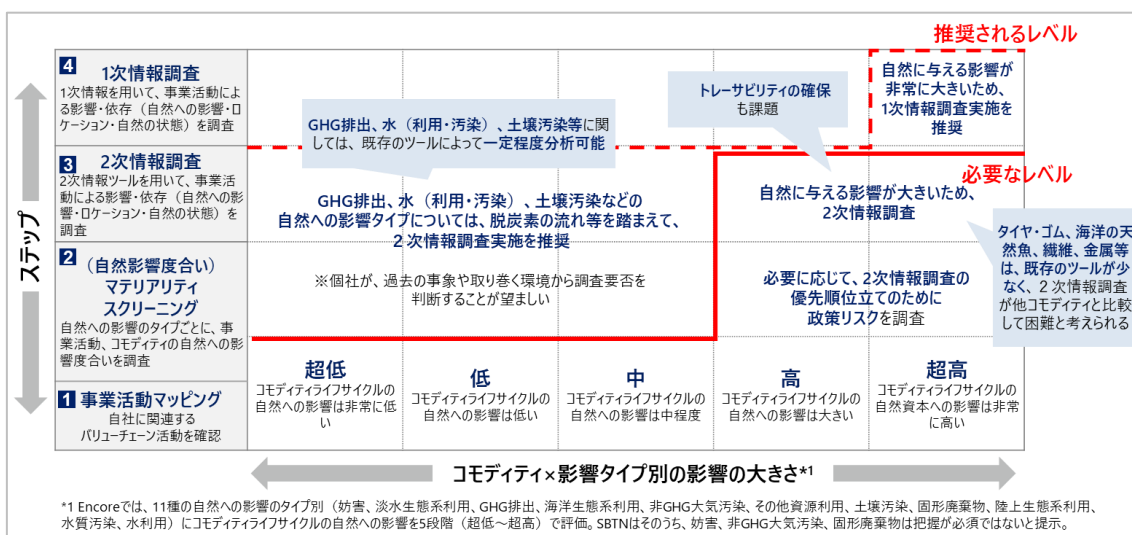 推奨されるレベル
4 1次情報調査
1次情報を用いて、事業活動によ
る影響・依存（自然への影響・ロ
ケーション・自然の状態）を調査
自然に与える影響が
非常に大きいため、
1次情報調査実施を
推奨
トレーサビリティの確保
も課題
GHG排出、水（利用・汚染）、土壌汚染等に関
しては、既存のツールによって一定程度分析可能
3 2次情報調査
2次情報ツールを用いて、事業活
動による影響・依存（自然への影
響・ロケーション・自然の状態）を
調査
必要なレベル
GHG排出、水（利用・汚染）、土壌汚染などの
自然への影響タイプについては、脱炭素の流れ等を踏まえて、
２次情報調査実施を推奨
※個社が、過去の事象や取り巻く環境から調査要否を
判断することが望ましい
自然に与える影響が大きいため、
2次情報調査
タイヤ・ゴム、海洋の天
然魚、繊維、金属等
は、既存のツールが少
なく、２次情報調査
が他コモディティと比較
して困難と考えられる
ステップ
2 （自然影響度合い）
マテリアリティ
スクリーニング
自然への影響のタイプごとに、事
業活動、コモディティの自然への影
響度合いを調査
必要に応じて、2次情報調査の
優先順位立てのために
政策リスクを調査
1 事業活動マッピング
自社に関連する
バリューチェーン活動を確認
超低
コモディティライフサイクルの
自然への影響は非常に低
い
低
コモディティライフサイクルの
自然への影響は低い
中
コモディティライフサイクルの
自然への影響は中程度
高
コモディティライフサイクルの
自然への影響は大きい
超高
コモディティライフサイクルの
自然資本への影響は非常
に高い
コモディティ×影響タイプ別の影響の大きさ*1
*1 Encoreでは、11種の自然への影響のタイプ別（妨害、淡水生態系利用、GHG排出、海洋生態系利用、非GHG大気汚染、その他資源利用、土壌汚染、固形廃棄物、陸上生態系利用、
水質汚染、水利用）にコモディティライフサイクルの自然への影響を5段階（超低～超高）で評価。SBTNはそのうち、妨害、非GHG大気汚染、固形廃棄物は把握が必須ではないと提示。